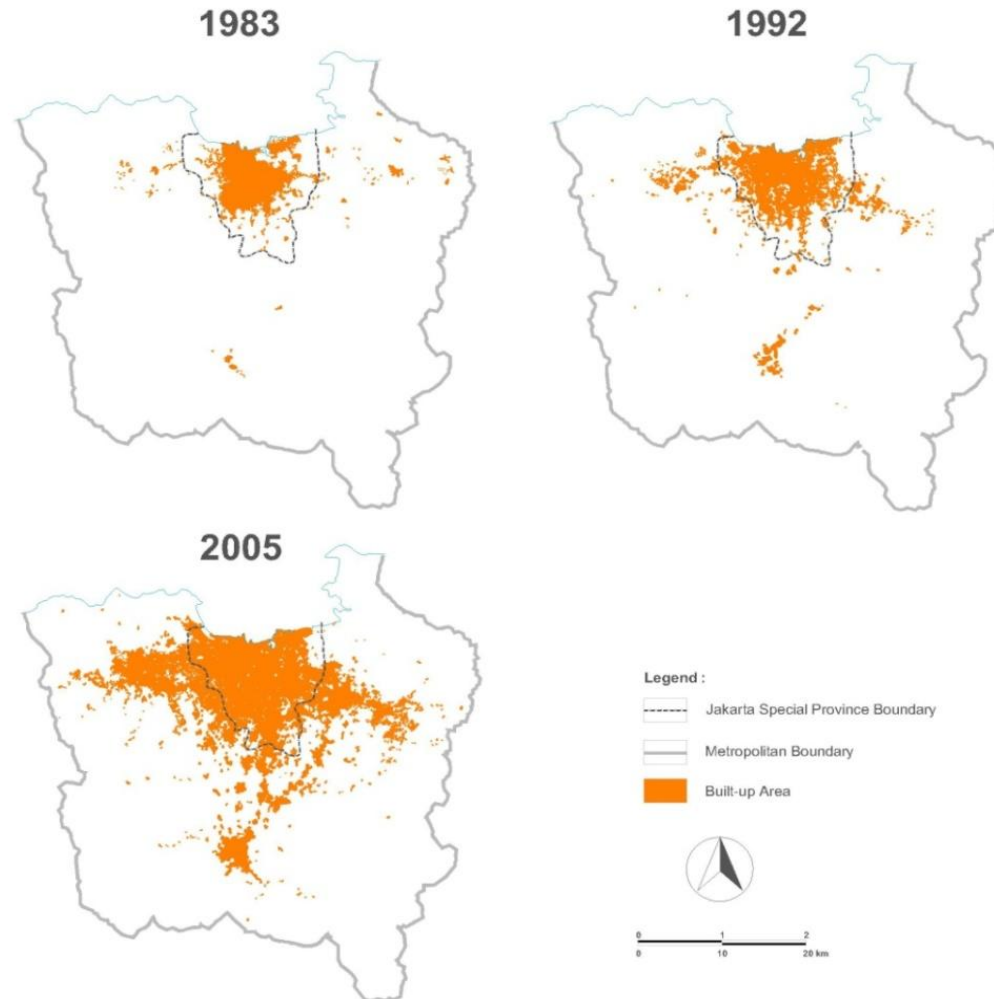 1983
1992
2005
Legend :
Jakarta Special Province Boundary
Metropolitan Boundary
Built-up Area
0 1 2
0 10 20 km